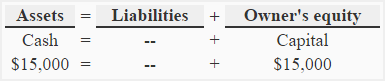 Assets = Liabilities + Owner's equity
Cash = -- + Capital
$15,000 = -- + $15,000